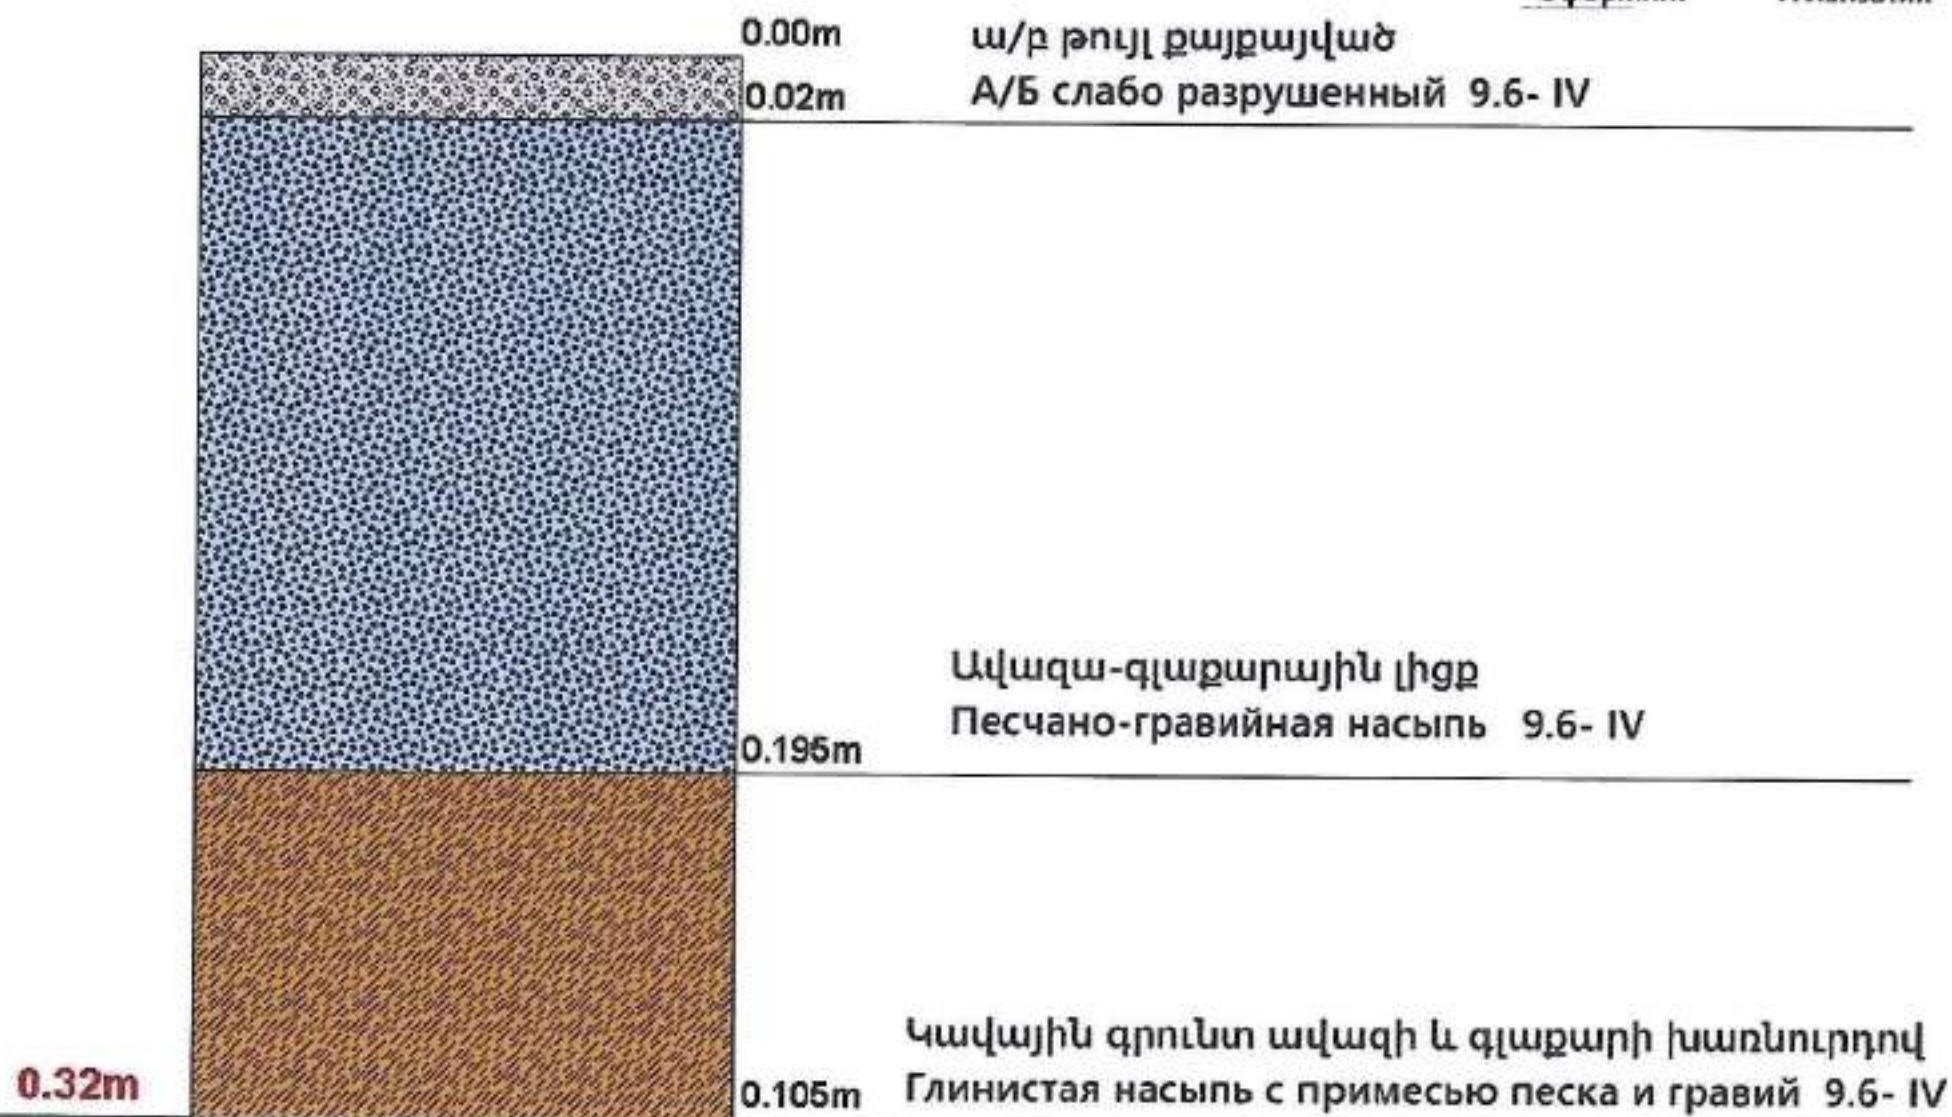 0.00m ա/բ թույլ քայքայված
0.02m А/Б слабо разрушенный 9.6- IV
Ավազա-գլաքարային լիցք
Песчано-гравийная насыпь 9.6- IV
0.195m
Կավային գրունտ ավազի և գլաքարի խառնուրդով
0.32m 0.105m Глинистая насыпь с примесью песка и гравий 9.6- IV